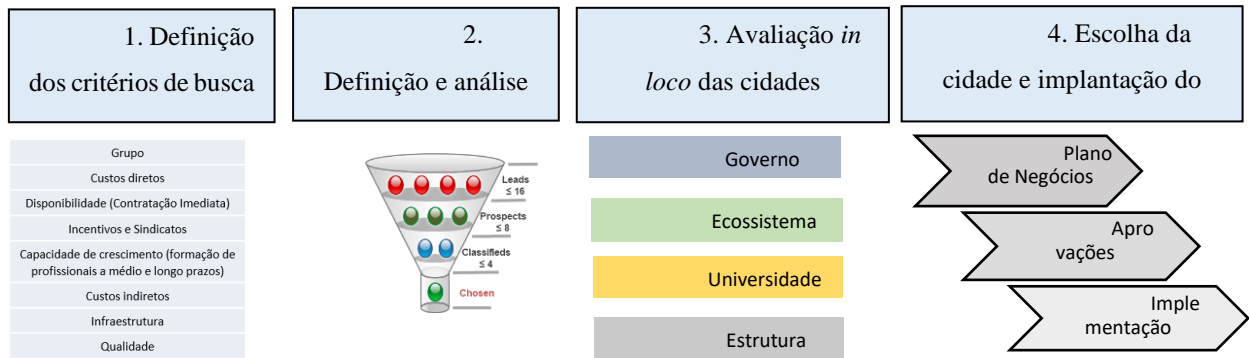 1. Definição
dos critérios de busca
2.
Definição e análise
3. Avaliação in
loco das cidades
4. Escolha da
cidade e implantação do
Grupo
Custos diretos
Disponibilidade (Contratação Imediata)
Incentivos e Sindicatos
Capacidade de crescimento (formação de
profissionais a médio e longo prazos)
Custos indiretos
Infraestrutura
Qualidade
Leads
≤ 16
Prospects
≤ 8
Classifieds
≤ 4
Chosen
Governo
Ecossistema
Universidade
Estrutura
Plano
de Negócios
Apro
vações
Imple
mentação